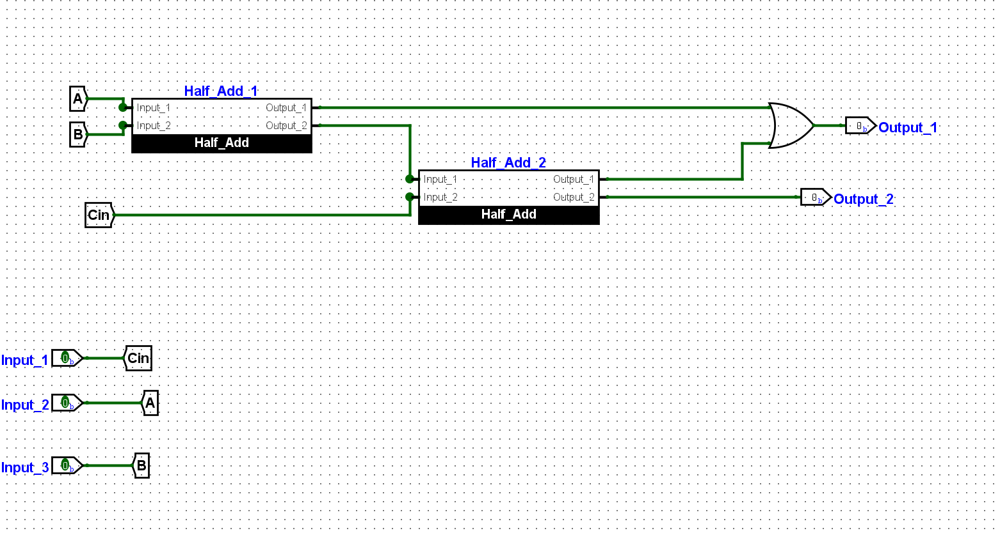 Half_Add_1
A
Input_1 Output_1
B
Input_2 Output_2
Half_Add
0b Output_1
Half_Add_2
Input_1 Output_1
Input_2 Output_2
Half_Add
0b Output_2
Cin
Input_1 0b Cin
Input_2 0b A
Input_3 0b B